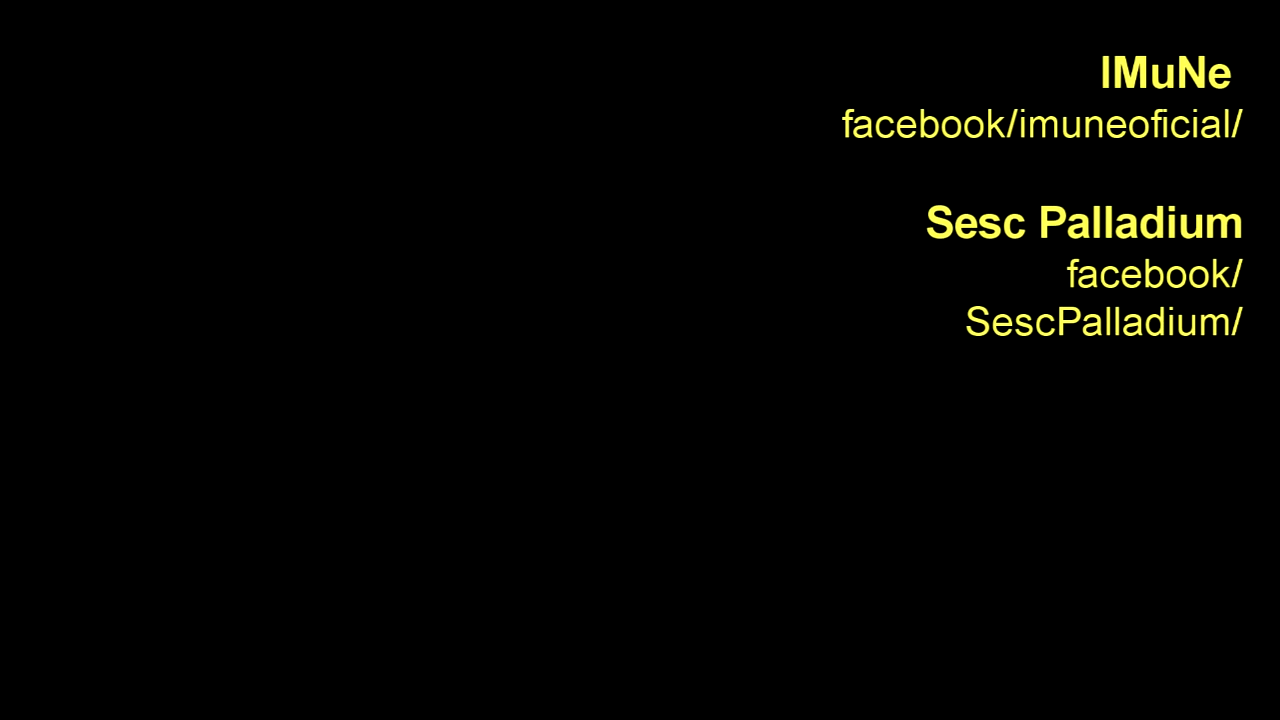 IMuNe
facebook/imuneoficial/
Sesc Palladium
facebook/
SescPalladium/